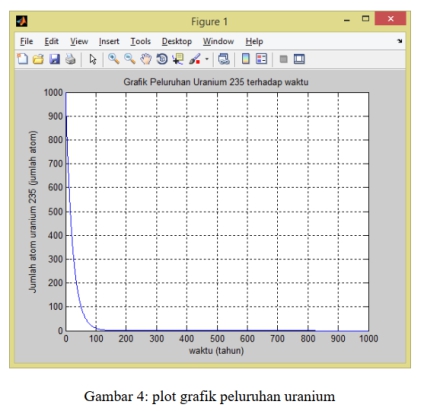 Figure 1
File Edit View Insert Tools Desktop Window Help
Grafik Peluruhan Uranium 235 terhadap waktu
Jumlah atom uranium 235 (jumlah atom)
1000
900
800
700
600
500
400
300
200
100
0
0 100 200 300 400 500 600 700 800 900 1000
waktu (tahun)
Gambar 4: plot grafik peluruhan uranium